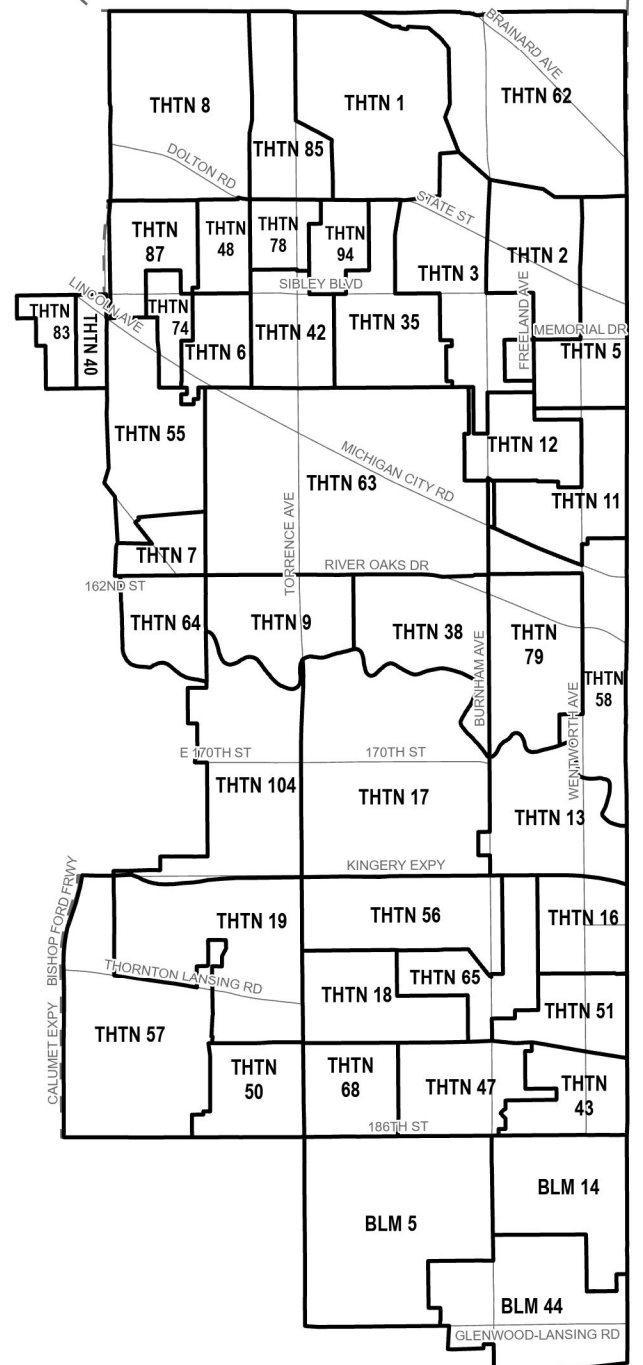 BRAINARD AVE
THTN 8
THTN 1
THTN 62
THTN 85
DOLTON RD
STATE ST
THTN
87
THTN
48
THTN
78
THTN
94
THTN 3
THTN 2
SIBLEY BLVD
FREELAND AVE
LINCOLN AVE
THTN
83
THTN 40
THTN
74
THTN 6
THTN 42
THTN 35
MEMORIAL DR
THTN 5
THTN 55
THTN 12
MICHIGAN CITY RD
THTN 63
THTN 11
TORRENCE AVE
THTN 7
RIVER OAKS DR
162ND ST
THTN 64
THTN 9
THTN 38
BURNHAM AVE
THTN
79
THTN
58
WENTWORTH AVE
E 170TH ST
170TH ST
THTN 104
THTN 17
THTN 13
KINGERY EXPY
BISHOP FORD FRWY
THTN 19
THTN 56
THTN 16
THORNTON LANSING RD
THTN 65
THTN 18
THTN 51
CALUMET EXPY
THTN 57
THTN
50
THTN
68
THTN 47
THTN
43
186TH ST
BLM 14
BLM 5
BLM 44
GLENWOOD-LANSING RD